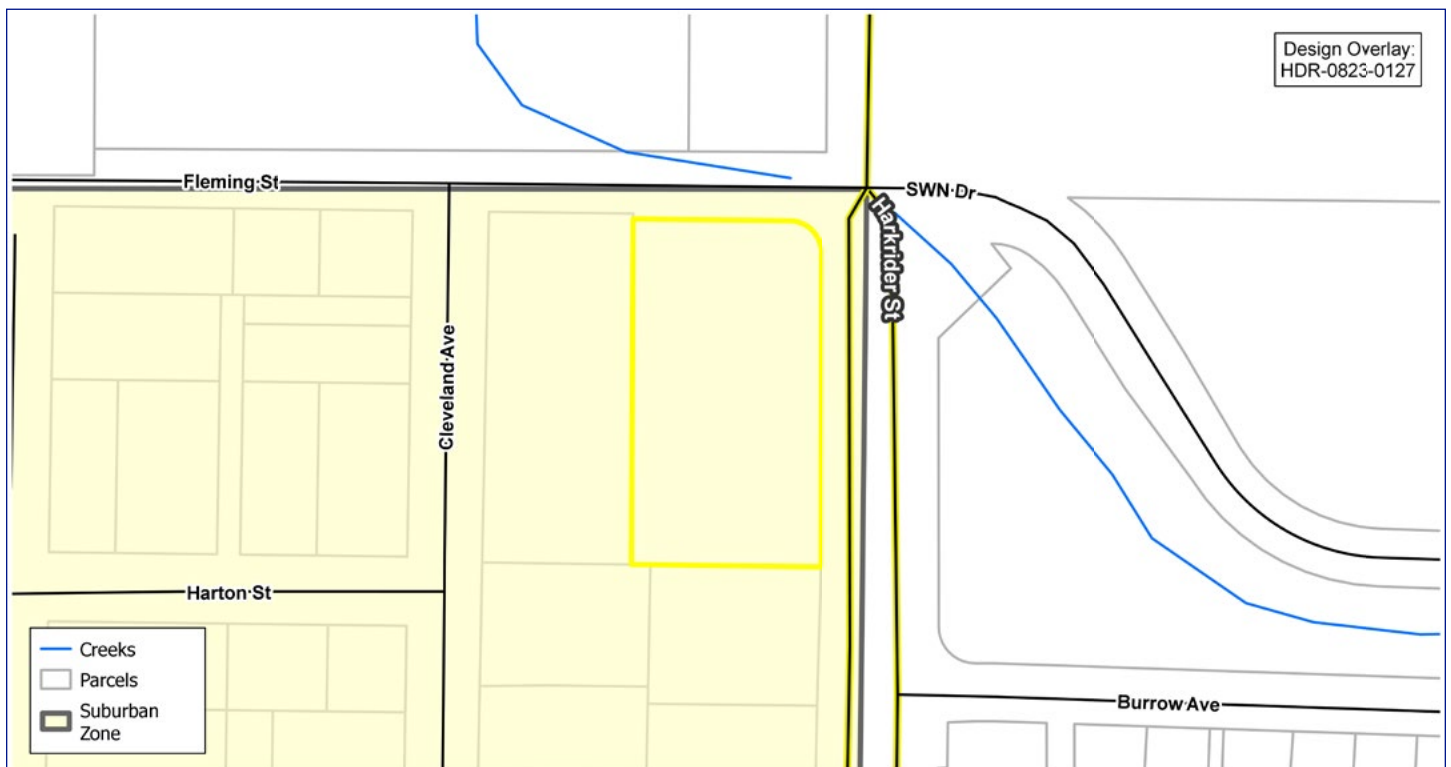 Design Overlay:
HDR-0823-0127
Fleming St
SWN Dr
Harkrider St
Cleveland Ave
Harton St
Burrow Ave
Creeks
Parcels
Suburban
Zone